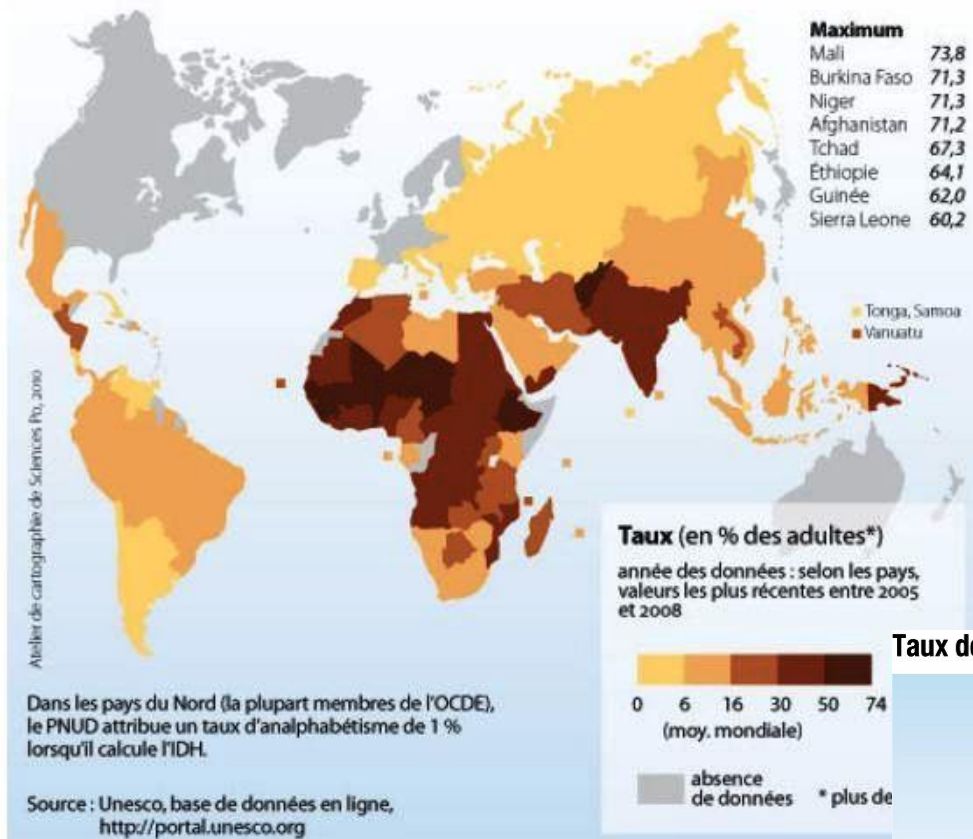 Maximum
Mali 73,8
Burkina Faso 71,3
Niger 71,3
Afghanistan 71,2
Tchad 67,3
Éthiopie 64,1
Guinée 62,0
Sierra Leone 60,2
Tonga, Samoa
Vanuatu
Atelier de cartographie de Sciences Po, 2010
Taux (en % des adultes*)
année des données : selon les pays,
valeurs les plus récentes entre 2005
et 2008
0 6 16 30 50 74
(moy. mondiale)
absence
de données * plus de
Taux de
Dans les pays du Nord (la plupart membres de l'OCDE),
le PNUD attribue un taux d'analphabétisme de 1 %
lorsqu'il calcule l'IDH.
Source : Unesco, base de données en ligne,
http://portal.unesco.org